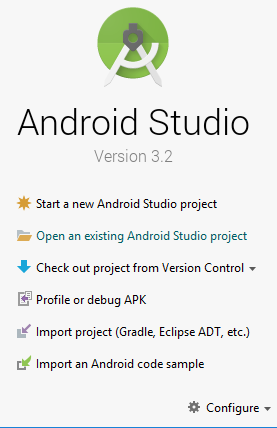 Android Studio
Version 3.2
Start a new Android Studio project
Open an existing Android Studio project
Check out project from Version Control
Profile or debug APK
Import project (Gradle, Eclipse ADT, etc.)
Import an Android code sample
Configure